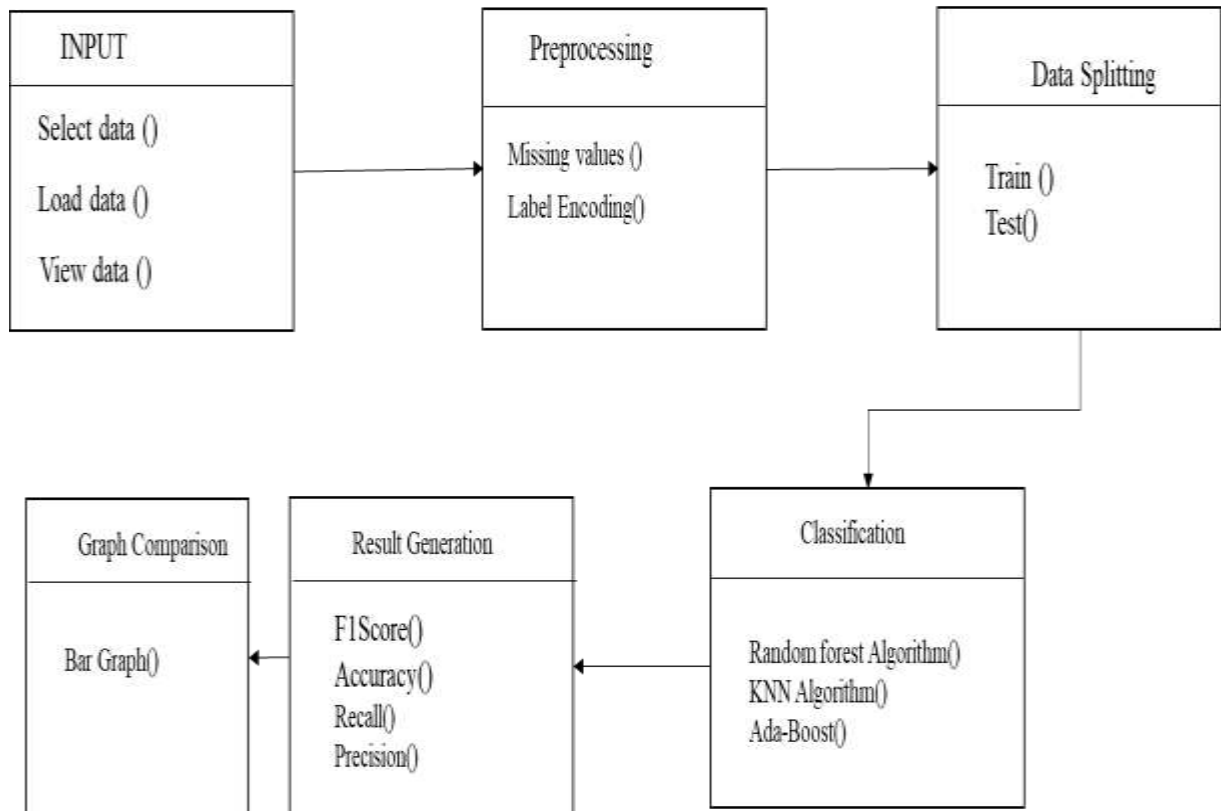 INPUT
Select data ()
Load data ()
View data ()
Preprocessing
Missing values ()
Label Encoding()
Data Splitting
Train ()
Test()
Classification
Random forest Algorithm()
KNN Algorithm()
Ada-Boost()
Result Generation
F1Score()
Accuracy()
Recall()
Precision()
Graph Comparison
Bar Graph()